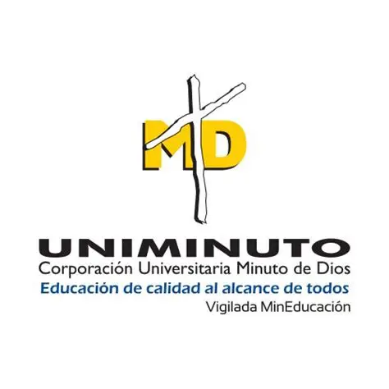 MD
UNIMINUTO
Corporación Universitaria Minuto de Dios
Educación de calidad al alcance de todos
Vigilada MinEducación